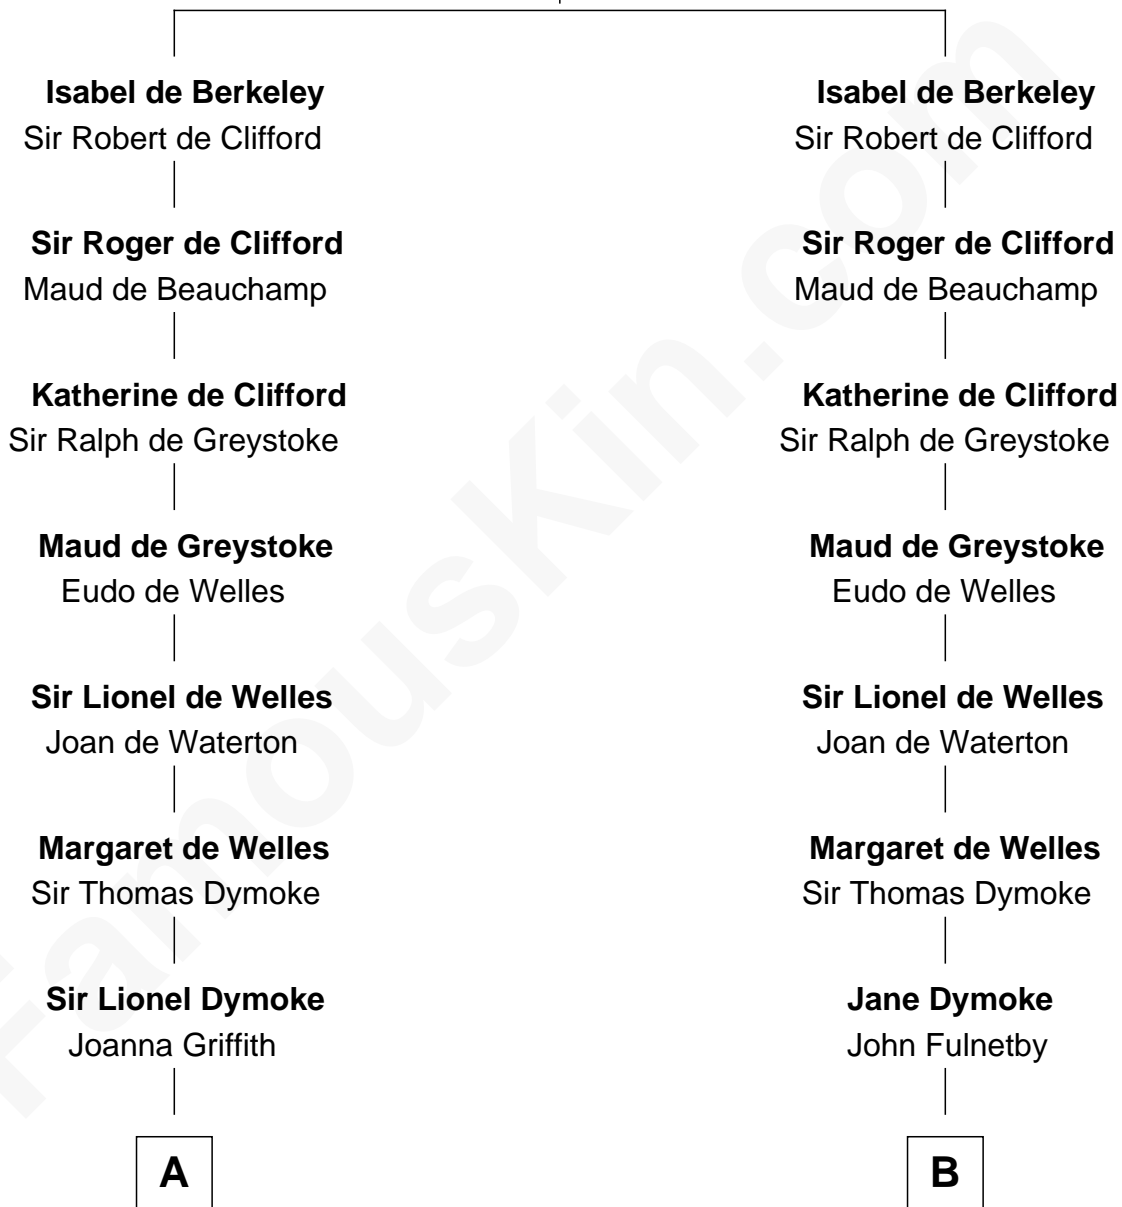 Isabel de Berkeley
Sir Robert de Clifford
Sir Roger de Clifford
Maud de Beauchamp
Katherine de Clifford
Sir Ralph de Greystoke
Maud de Greystoke
Eudo de Welles
Sir Lionel de Welles
Joan de Waterton
Margaret de Welles
Sir Thomas Dymoke
Sir Lionel Dymoke
Joanna Griffith
A
Isabel de Berkeley
Sir Robert de Clifford
Sir Roger de Clifford
Maud de Beauchamp
Katherine de Clifford
Sir Ralph de Greystoke
Maud de Greystoke
Eudo de Welles
Sir Lionel de Welles
Joan de Waterton
Margaret de Welles
Sir Thomas Dymoke
Jane Dymoke
John Fulnetby
B
FamousKin.com